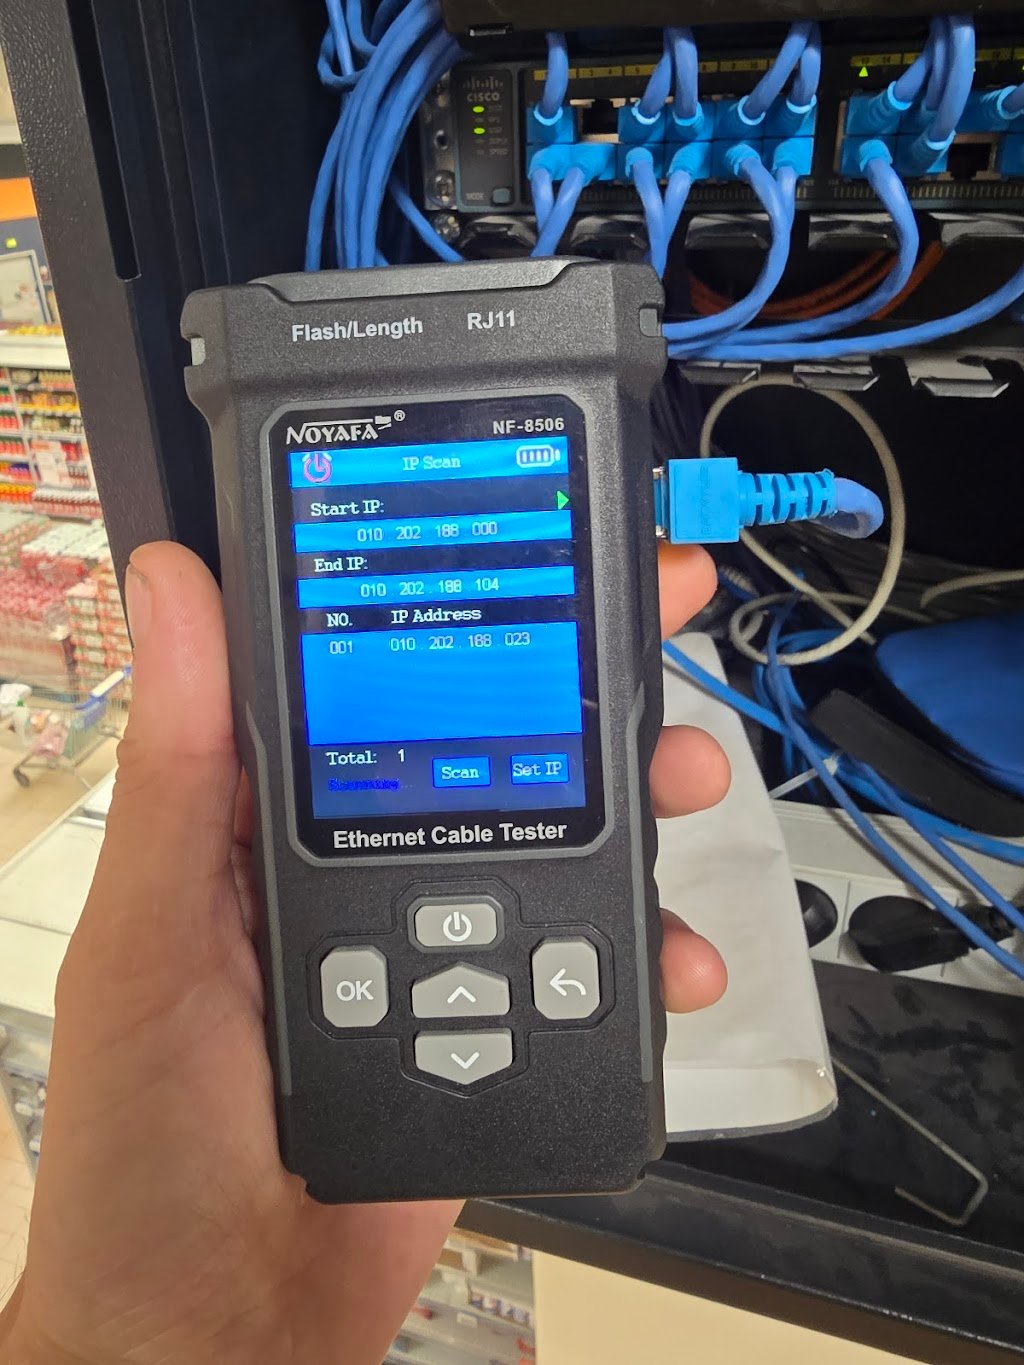 CISCO
MODE
Flash/Length RJ11
NOYAFA® NF-8506
IP Scan
Start IP:
010 . 202 . 188 . 000
End IP:
010 . 202 . 188 . 104
NO. IP Address
001 010 . 202 . 188 . 023
Total: 1
Scan Set IP
Ethernet Cable Tester
OK